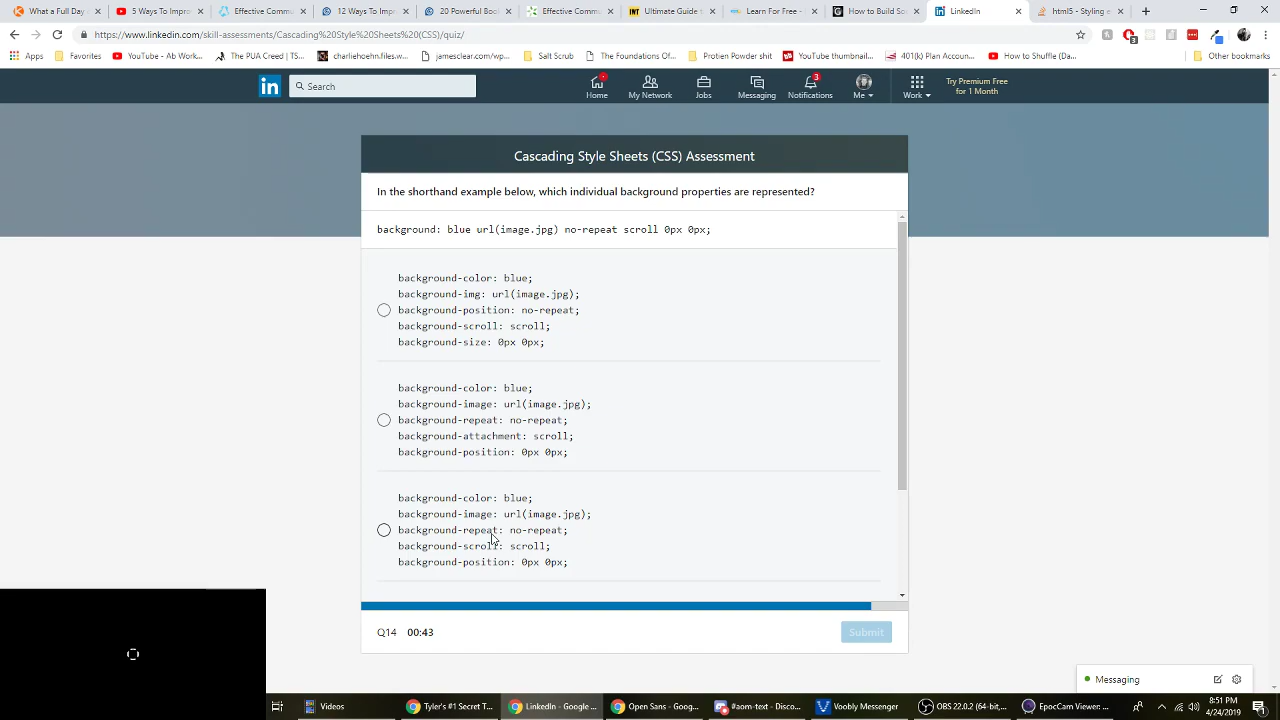 What a Full Day
5 Ways To Impro
Effective Commu
12 Ways To Impr
20 Powerful Boo
Effective Comm
Ultimate Guide
Learn For Free -
How to Build So
LinkedIn
html5 - Styling
https://www.linkedin.com/skill-assessments/Cascading%20Style%20Sheets%20(CSS)/quiz/
Apps
Favorites
YouTube - Ab Work...
The PUA Creed | TS...
charliehoehn.files.w...
jamesclear.com/wp...
Salt Scrub
The Foundations Of...
Protien Powder shit
YouTube thumbnail...
401(k) Plan Account...
How to Shuffle (Da...
Other bookmarks
in
Search
Home
My Network
3
Jobs
Messaging
Notifications
Me
Work
Try Premium Free
for 1 Month
Cascading Style Sheets (CSS) Assessment
In the shorthand example below, which individual background properties are represented?
background: blue url(image.jpg) no-repeat scroll 0px 0px;
background-color: blue;
background-img: url(image.jpg);
background-position: no-repeat;
background-scroll: scroll;
background-size: 0px 0px;
background-color: blue;
background-image: url(image.jpg);
background-repeat: no-repeat;
background-attachment: scroll;
background-position: 0px 0px;
background-color: blue;
background-image: url(image.jpg);
background-repeat: no-repeat;
background-scroll: scroll;
background-position: 0px 0px;
Q14 00:43
Submit
Messaging
Videos
Tyler's #1 Secret T...
LinkedIn - Google ...
Open Sans - Goog...
#aom-text - Disco...
Voobly Messenger
OBS 22.0.2 (64-bit,...
EpocCam Viewer...
8:51 PM
4/24/2019